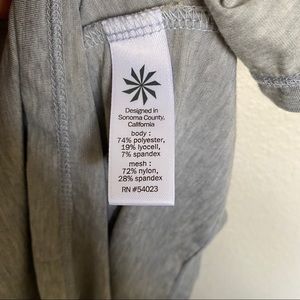 Designed in
Sonoma County,
California
body :
74% polyester,
19% lyocell,
7% spandex
mesh :
72% nylon,
28% spandex
RN #54023